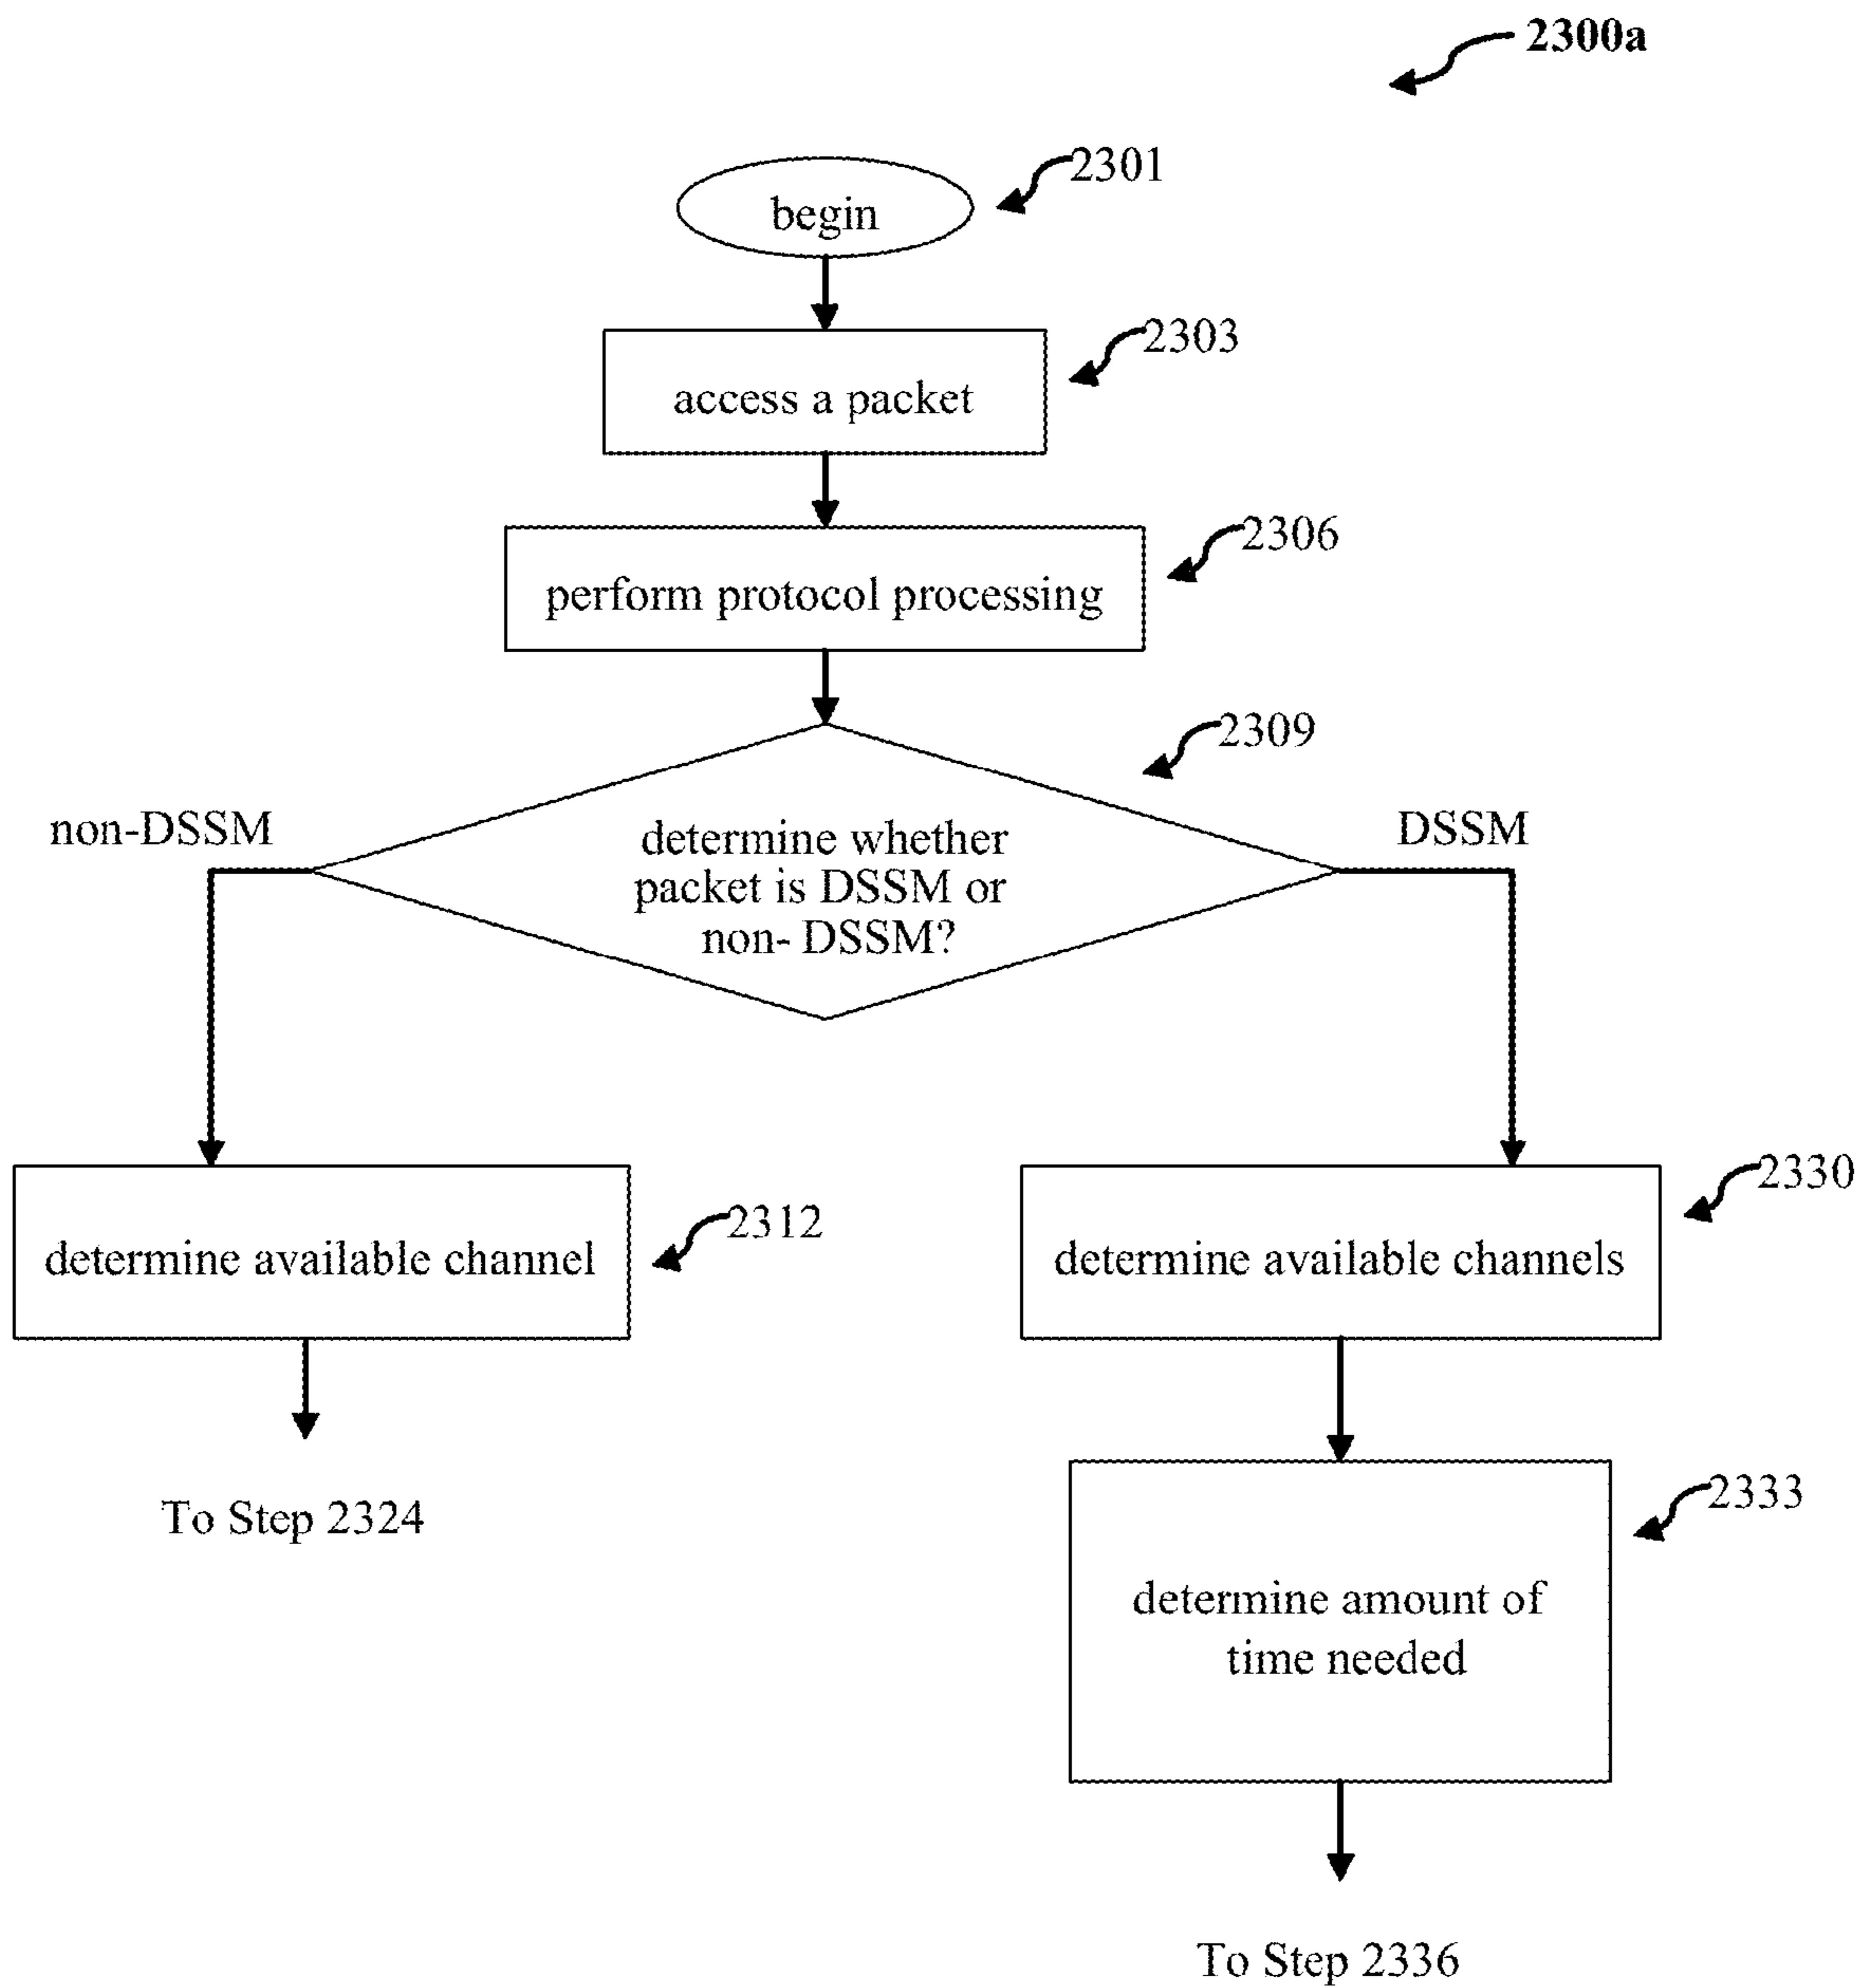 2300a
2301
begin
2303
access a packet
2306
perform protocol processing
2309
non-DSSM
DSSM
determine whether
packet is DSSM or
non- DSSM?
2330
2312
determine available channel
determine available channels
2333
To Step 2324
determine amount of
time needed
To Step 2336